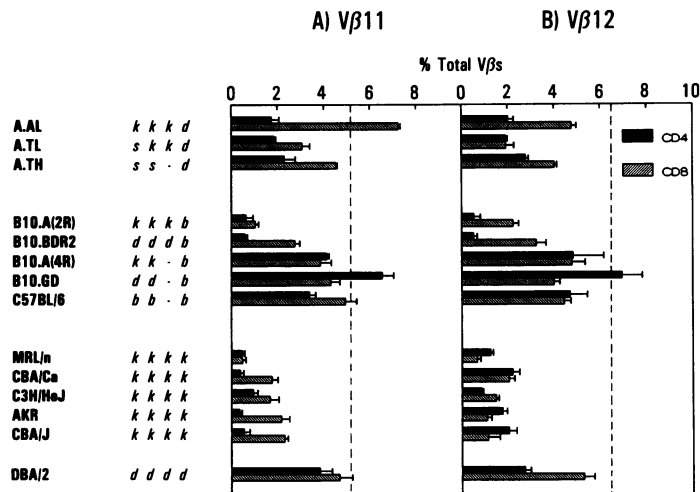 A) Vβ11 B) Vβ12
% Total Vβs
0 2 4 6 8 0 2 4 6 8 10
A.AL k k k d
A.TL s k k d
A.TH s s - d
CD4
CD8
B10.A(2R) k k k b
B10.BDR2 d d d b
B10.A(4R) k k - b
B10.GD d d - b
C57BL/6 b b - b
MRL/n k k k k
CBA/Ca k k k k
C3H/HeJ k k k k
AKR k k k k
CBA/J k k k k
DBA/2 d d d d